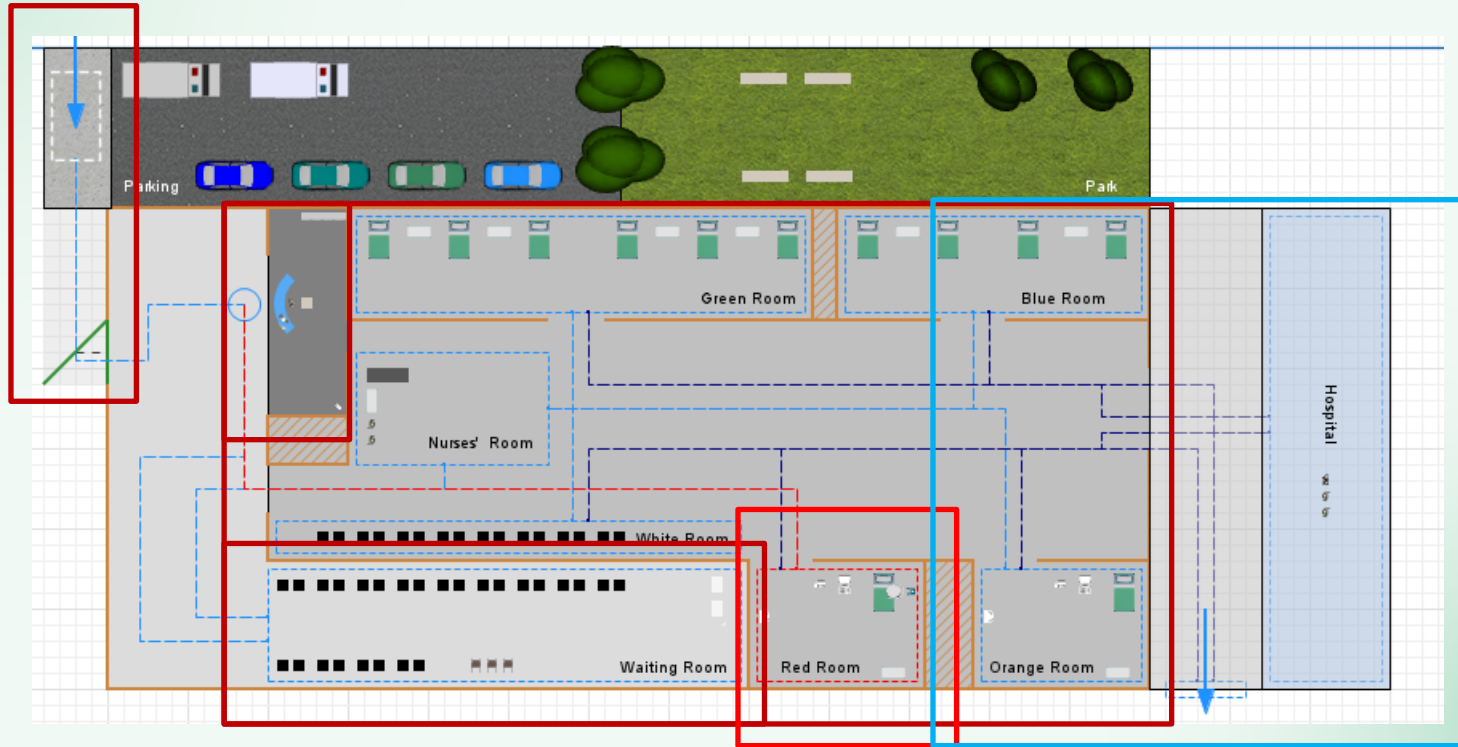 Parking
Park
Green Room
Blue Room
Nurses' Room
Hospital
White Room
Waiting Room
Red Room
Orange Room